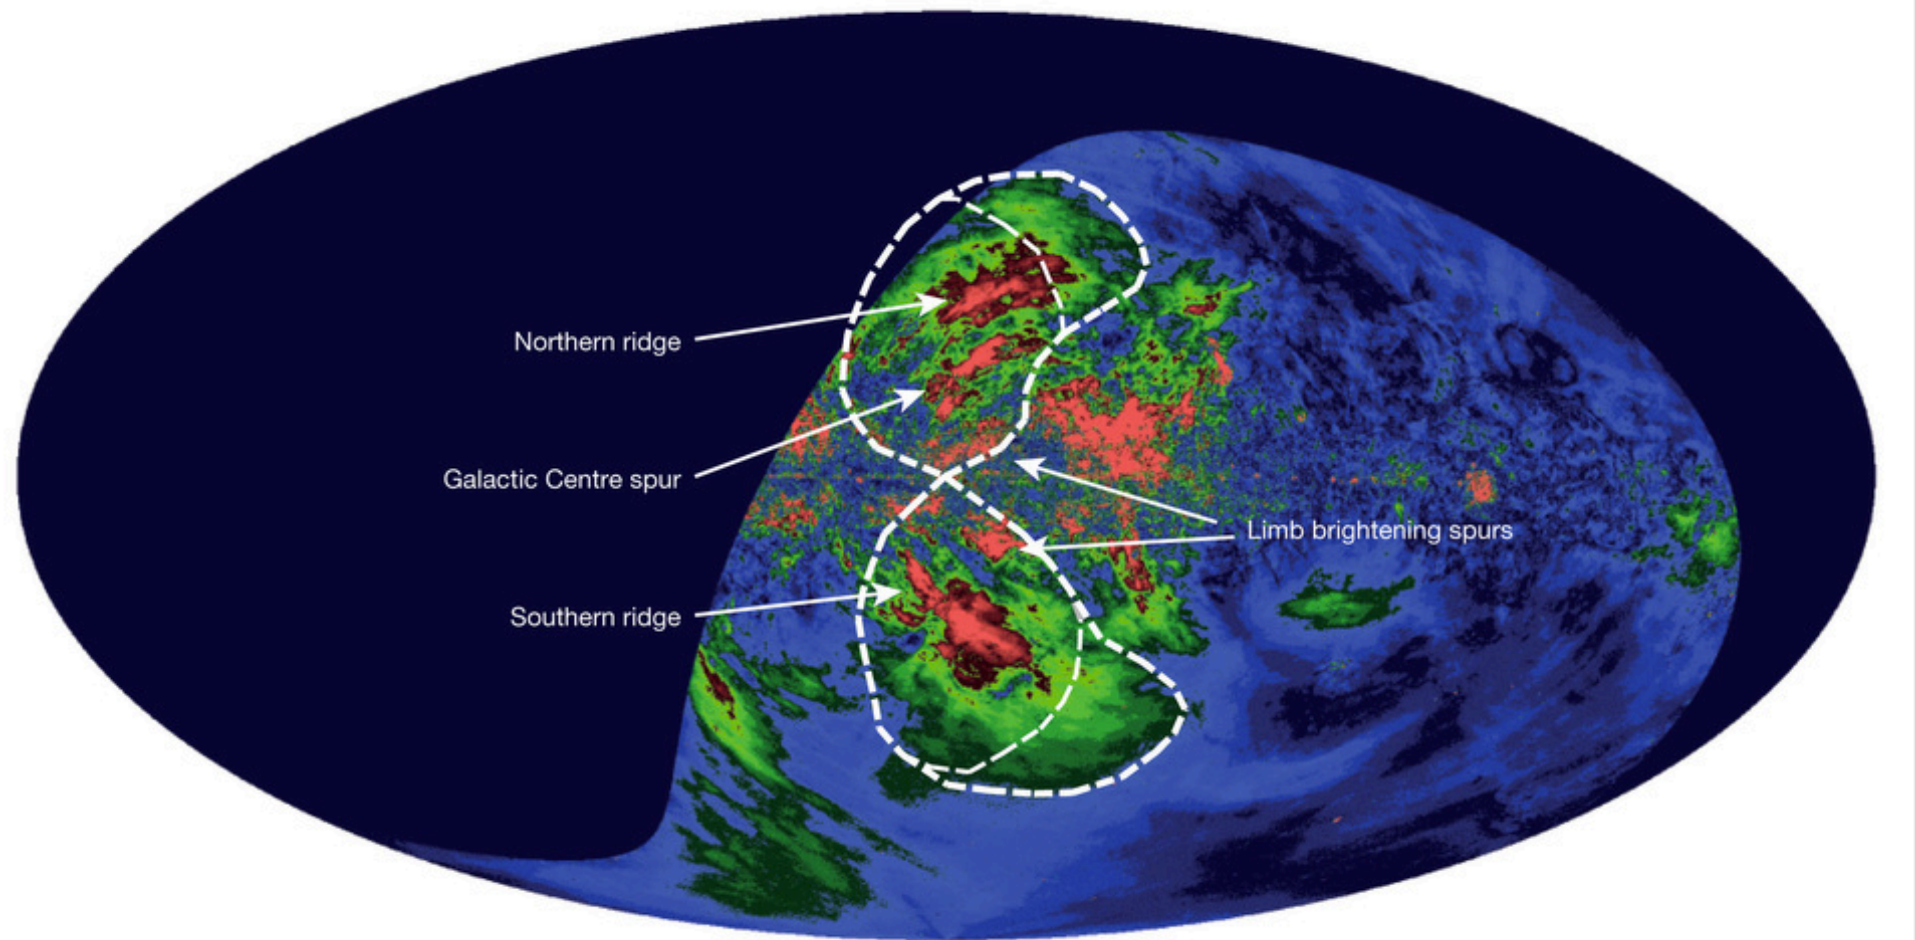 Northern ridge
Galactic Centre spur
Limb brightening spurs
Southern ridge